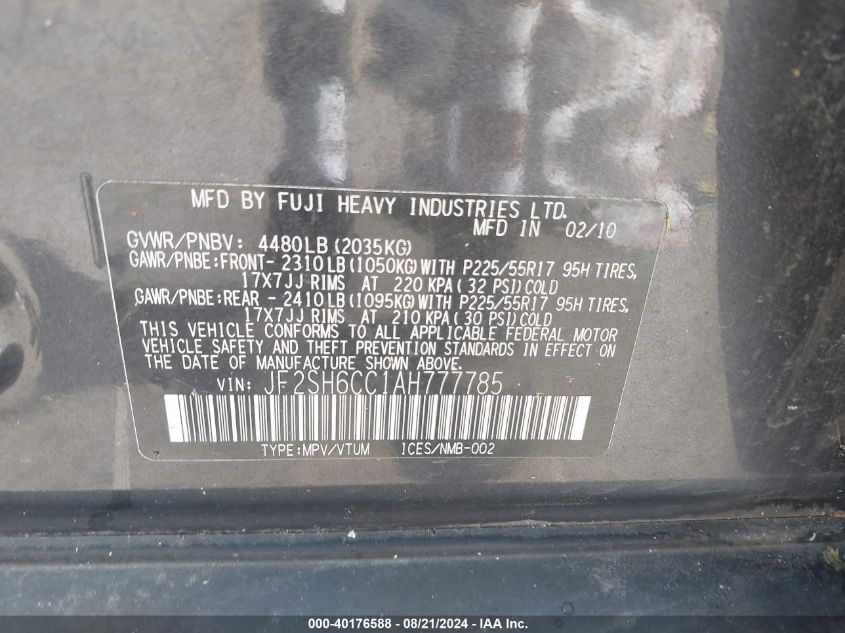 MFD BY FUJI HEAVY INDUSTRIES LTD.
MFD IN 02/10
GVWR/PNBV: 4480LB (2035KG)
GAWR/PNBE:FRONT- 2310LB (1050KG) WITH P225/55R17 95H TIRES,
17X7JJ RIMS AT 220 KPA (32 PSI) COLD
GAWR/PNBE:REAR - 2410LB (1095KG) WITH P225/55R17 95H TIRES,
17X7JJ RIMS AT 210 KPA (30 PSI) COLD
THIS VEHICLE CONFORMS TO ALL APPLICABLE FEDERAL MOTOR
VEHICLE SAFETY AND THEFT PREVENTION STANDARDS IN EFFECT ON
THE DATE OF MANUFACTURE SHOWN ABOVE.
VIN: JF2SH6CC1AH777785
TYPE:MPV/VTUM ICES/NMB-002
000-40176588 - 08/21/2024 - IAA Inc.